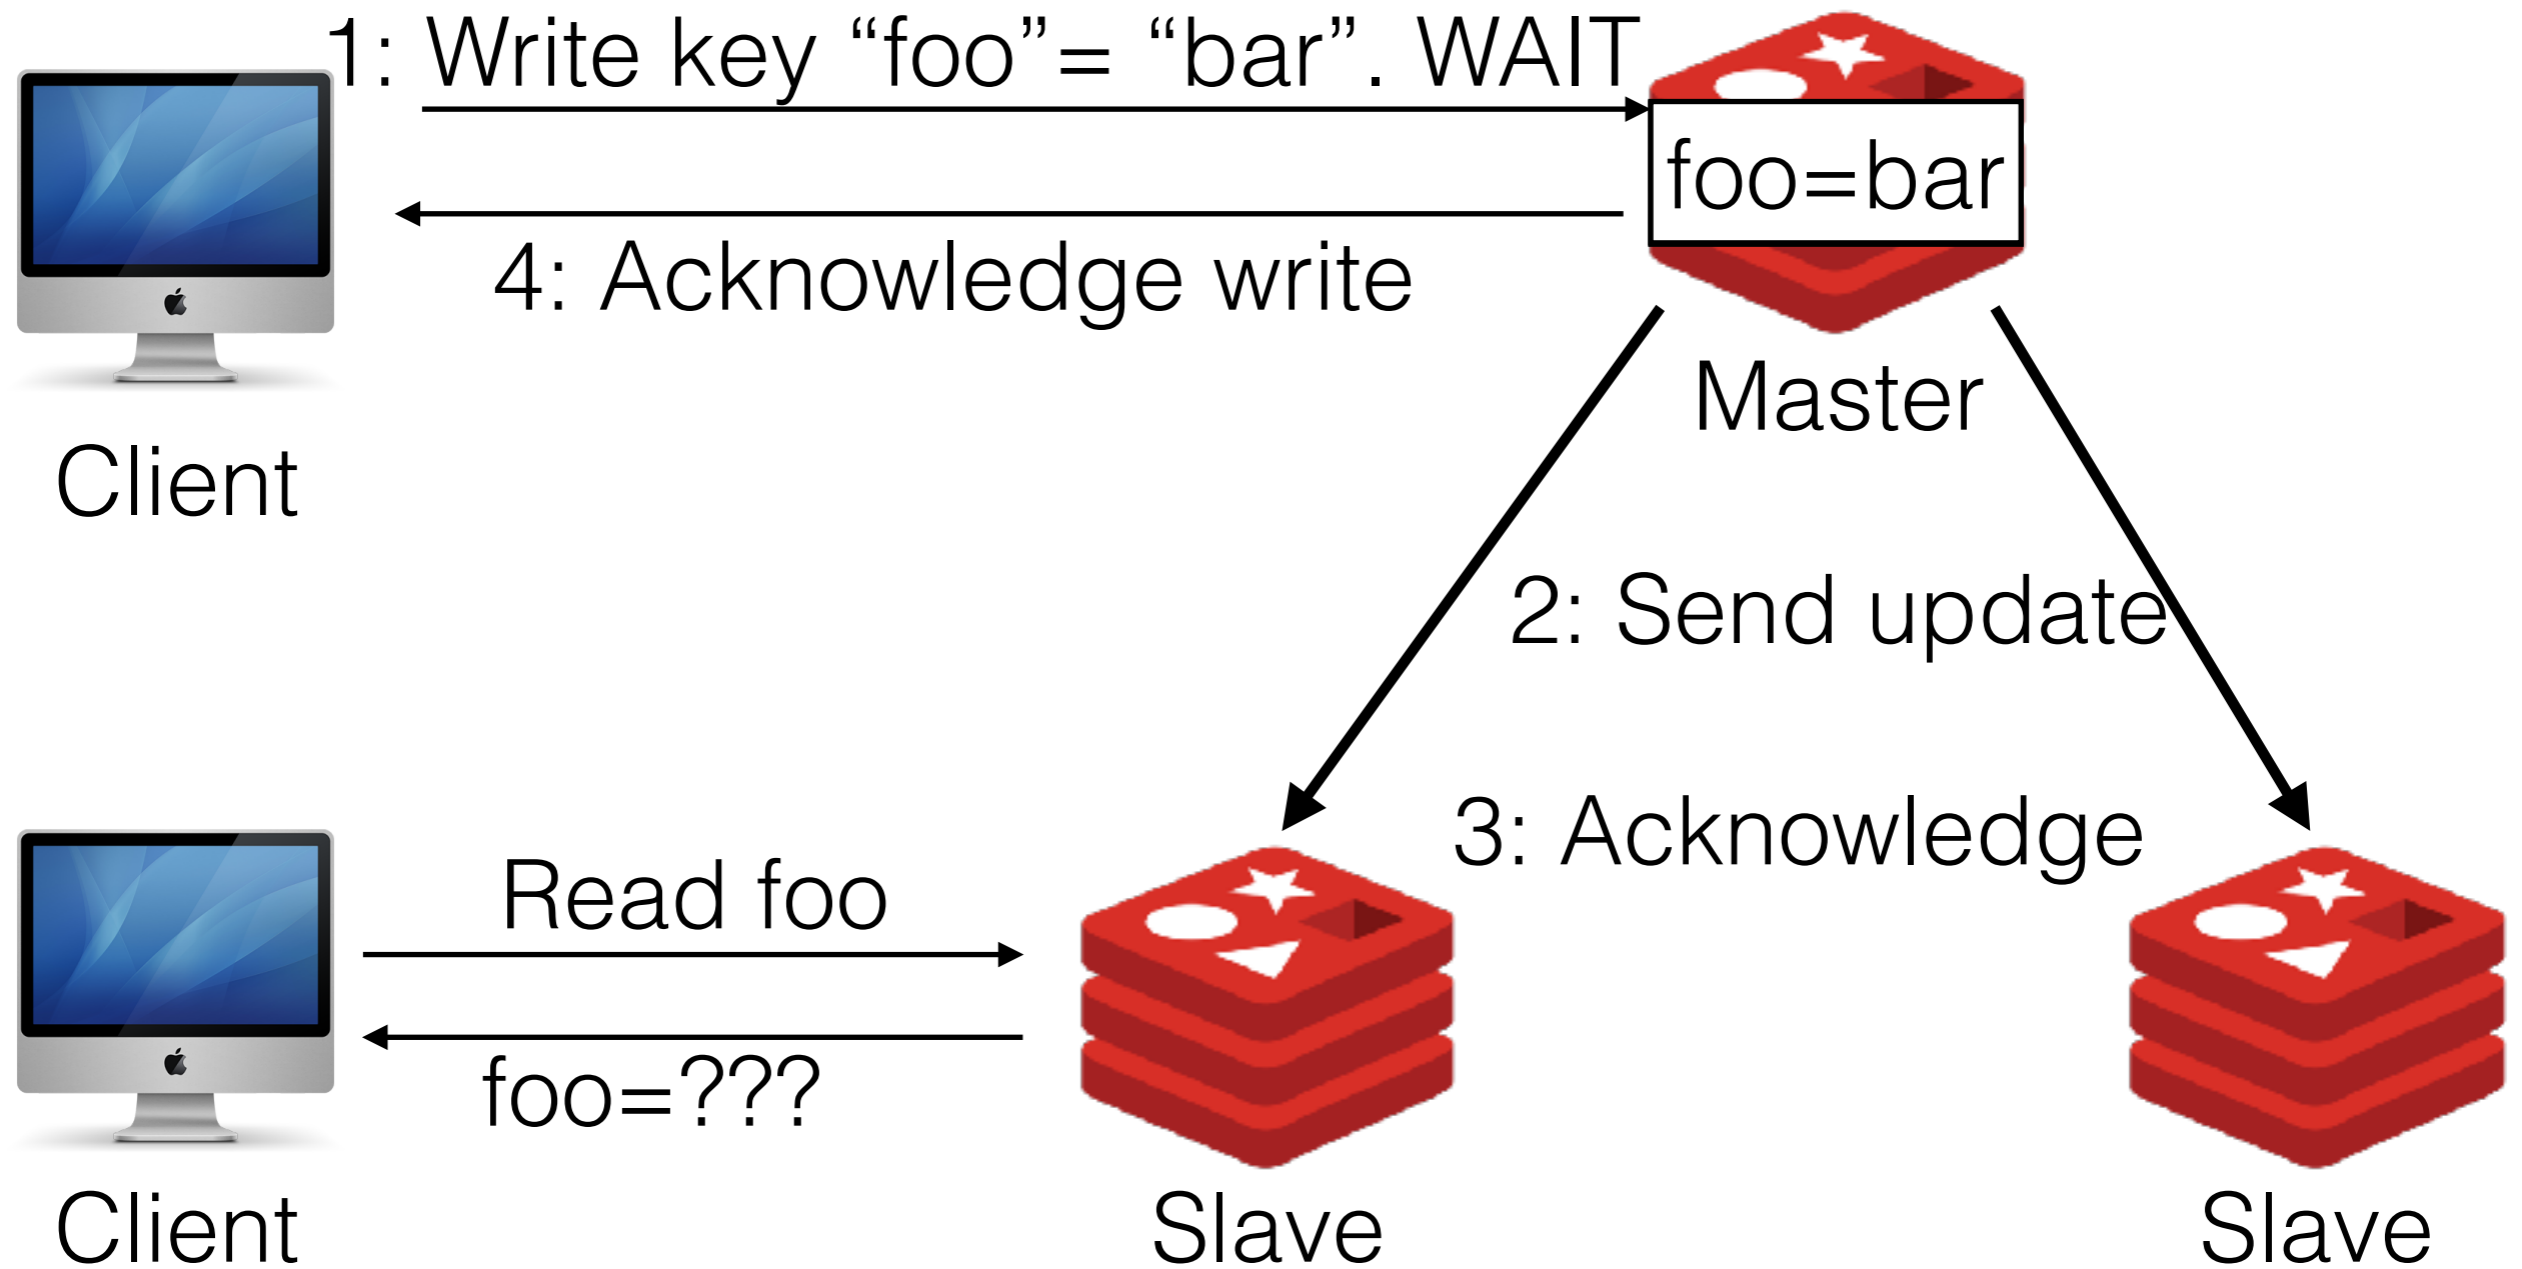 1: Write key “foo”= “bar”. WAIT
foo=bar
4: Acknowledge write
Master
Client
2: Send update
3: Acknowledge
Read foo
foo=???
Client
Slave
Slave